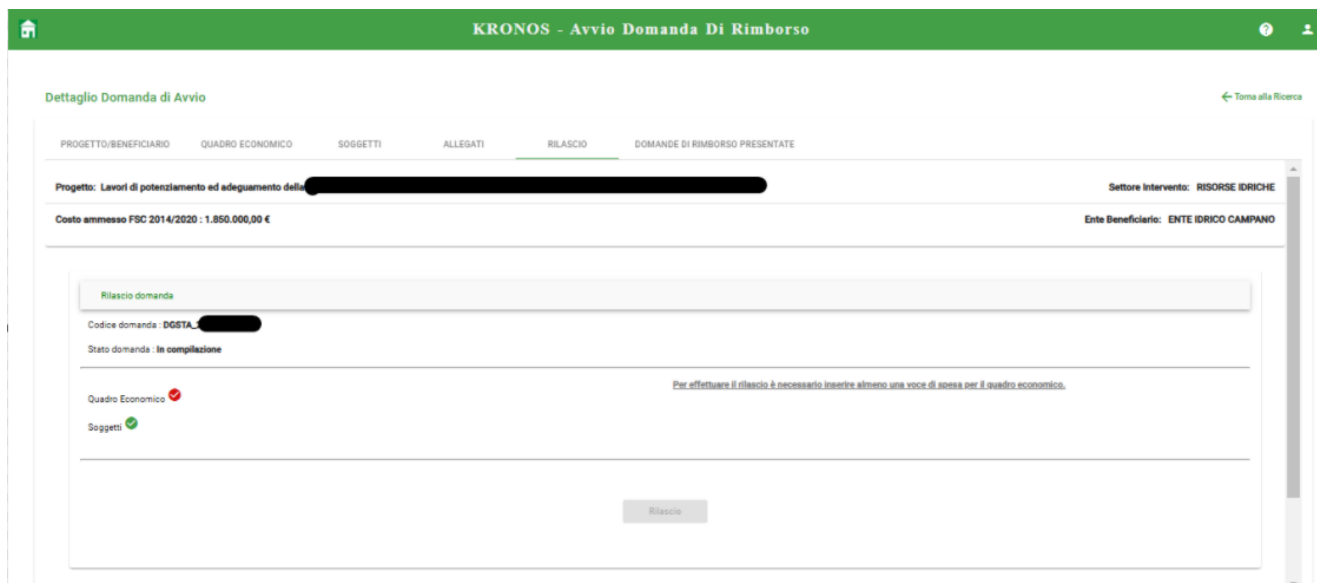 KRONOS - Avvio Domanda Di Rimborso
Dettaglio Domanda di Avvio
Torna alla Ricerca
PROGETTO/BENEFICIARIO QUADRO ECONOMICO SOGGETTI ALLEGATI RILASCIO DOMANDE DI RIMBORSO PRESENTATE
Progetto: Lavori di potenziamento ed adeguamento della
Settore Intervento: RISORSE IDRICHE
Costo ammesso FSC 2014/2020 : 1.850.000,00 €
Ente Beneficiario: ENTE IDRICO CAMPANO
Rilascio domanda
Codice domanda : DGSTA_
Stato domanda : In compilazione
Per effettuare il rilascio è necessario inserire almeno una voce di spesa per il quadro economico.
Quadro Economico
Soggetti
Rilascio